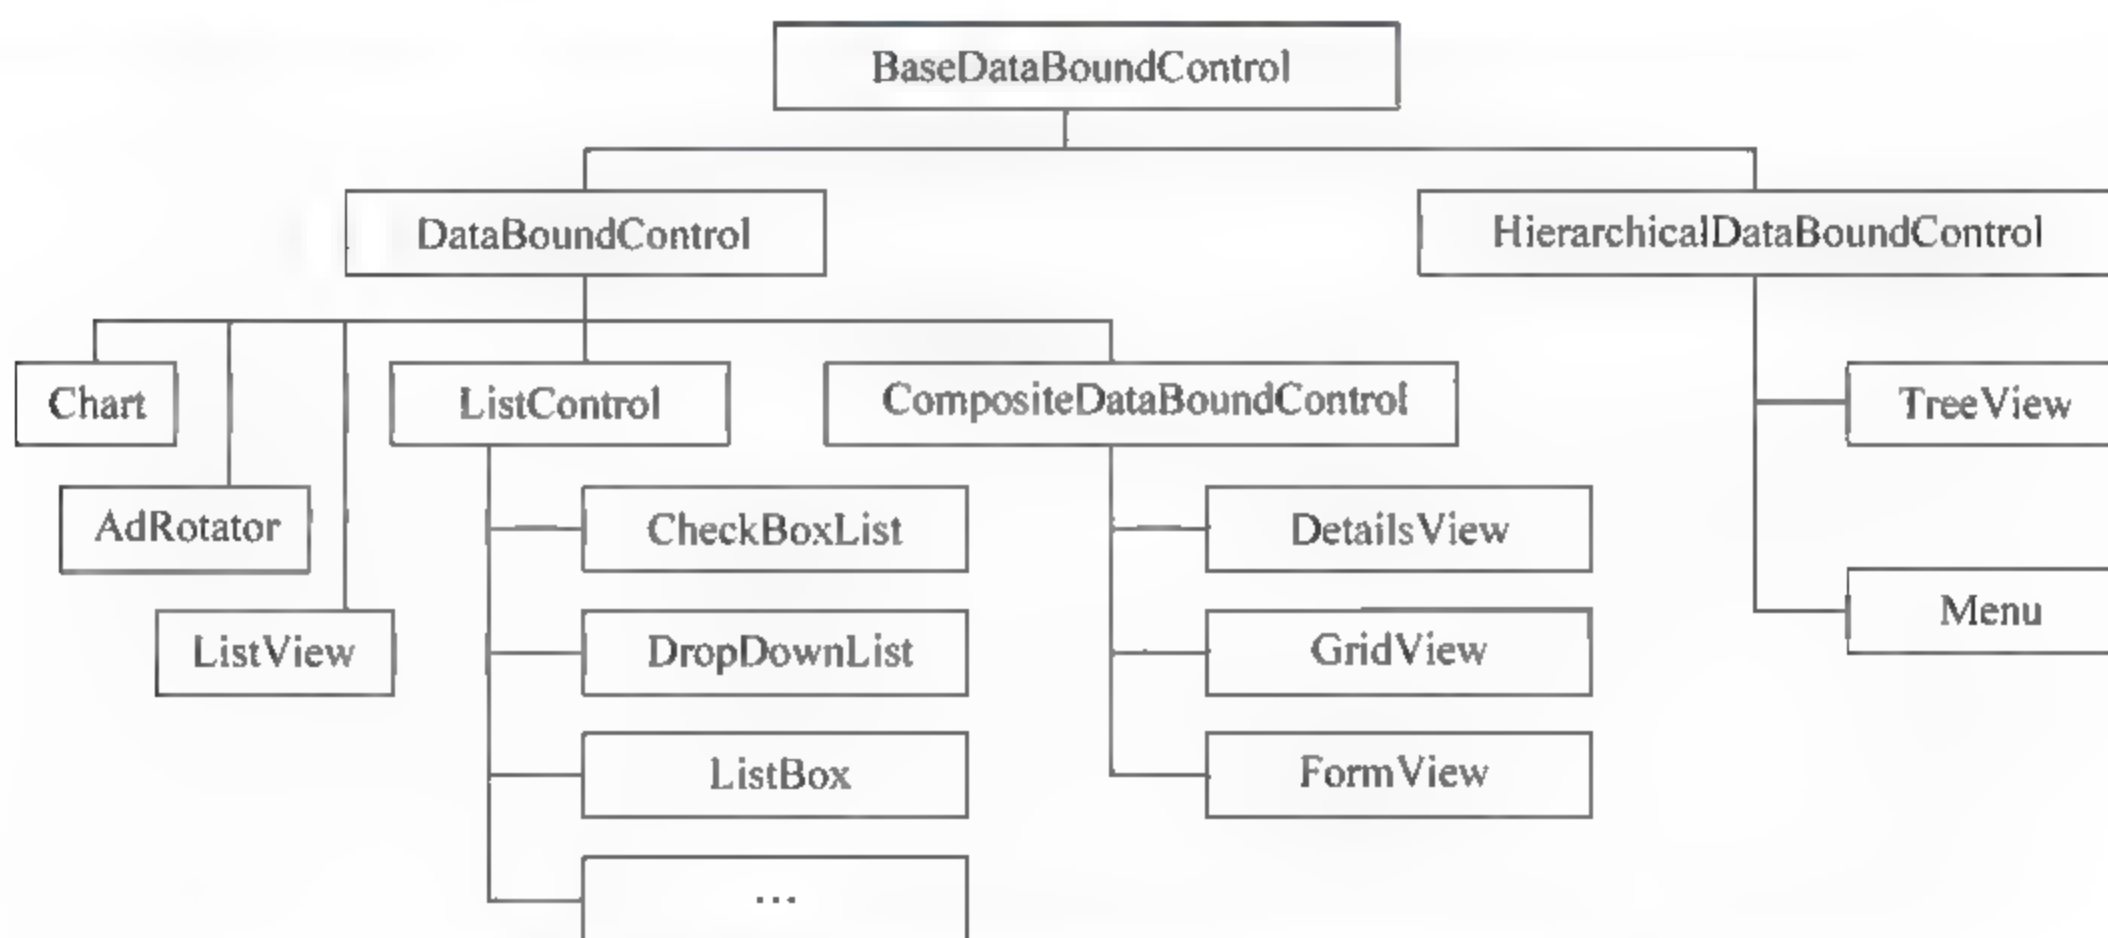 BaseDataBoundControl
DataBoundControl
HierarchicalDataBoundControl
Chart
ListControl
CompositeDataBoundControl
TreeView
AdRotator
CheckBoxList
DetailsView
Menu
ListView
DropDownList
GridView
ListBox
FormView
...